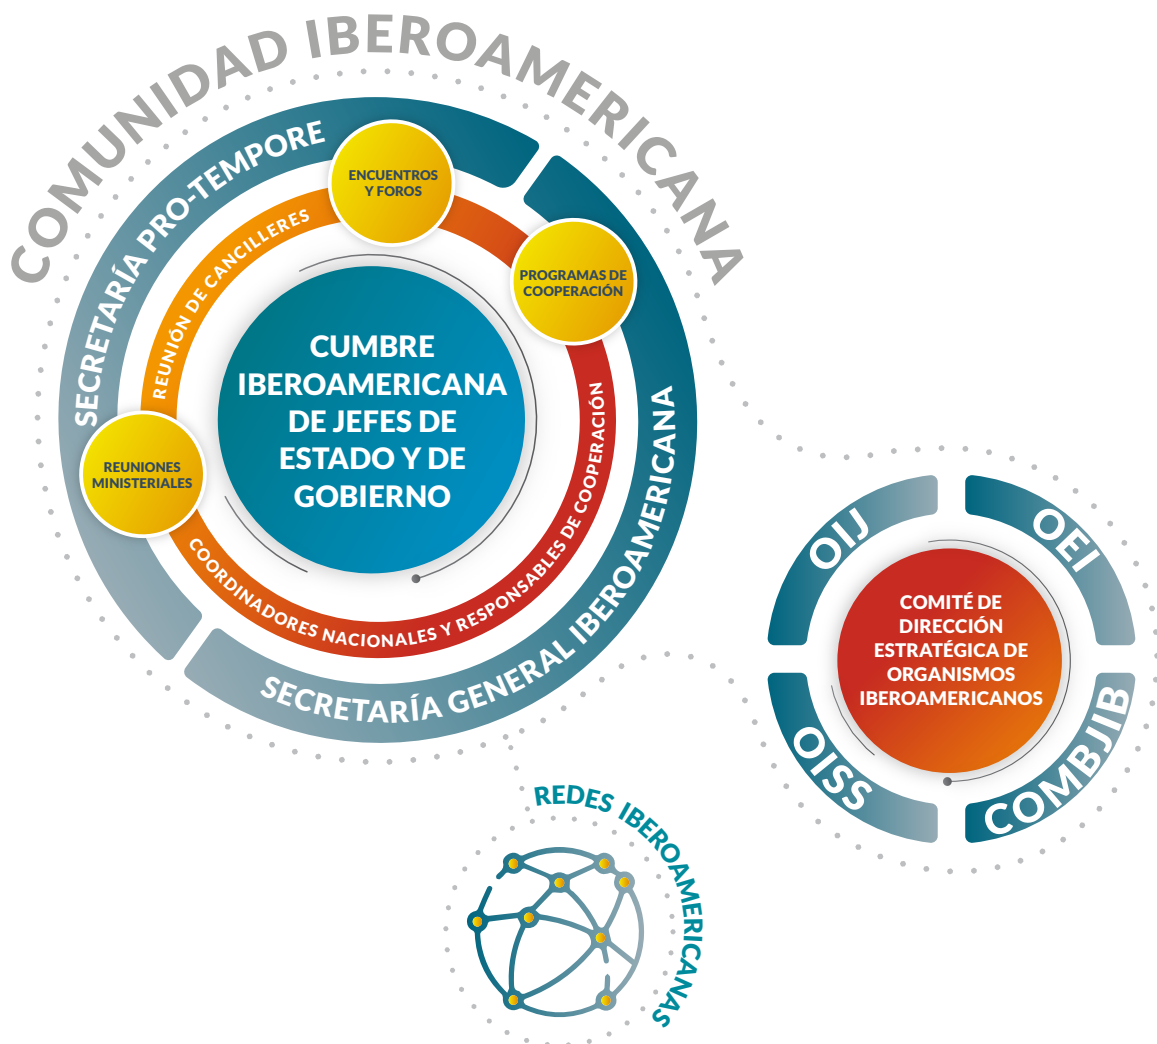 COMUNIDAD IBEROAMERICANA
SECRETARÍA PRO-TEMPORE
ENCUENTROS
Y FOROS
REUNIÓN DE CANCILLERES
PROGRAMAS DE
COOPERACIÓN
CUMBRE
IBEROAMERICANA
DE JEFES DE
ESTADO Y DE
GOBIERNO
REUNIONES
MINISTERIALES
COORDINADORES NACIONALES Y RESPONSABLES DE COOPERACIÓN
SECRETARÍA GENERAL IBEROAMERICANA
OIJ
OEI
COMITÉ DE
DIRECCIÓN
ESTRATÉGICA DE
ORGANISMOS
IBEROAMERICANOS
OISS
COMBJIB
REDES IBEROAMERICANAS